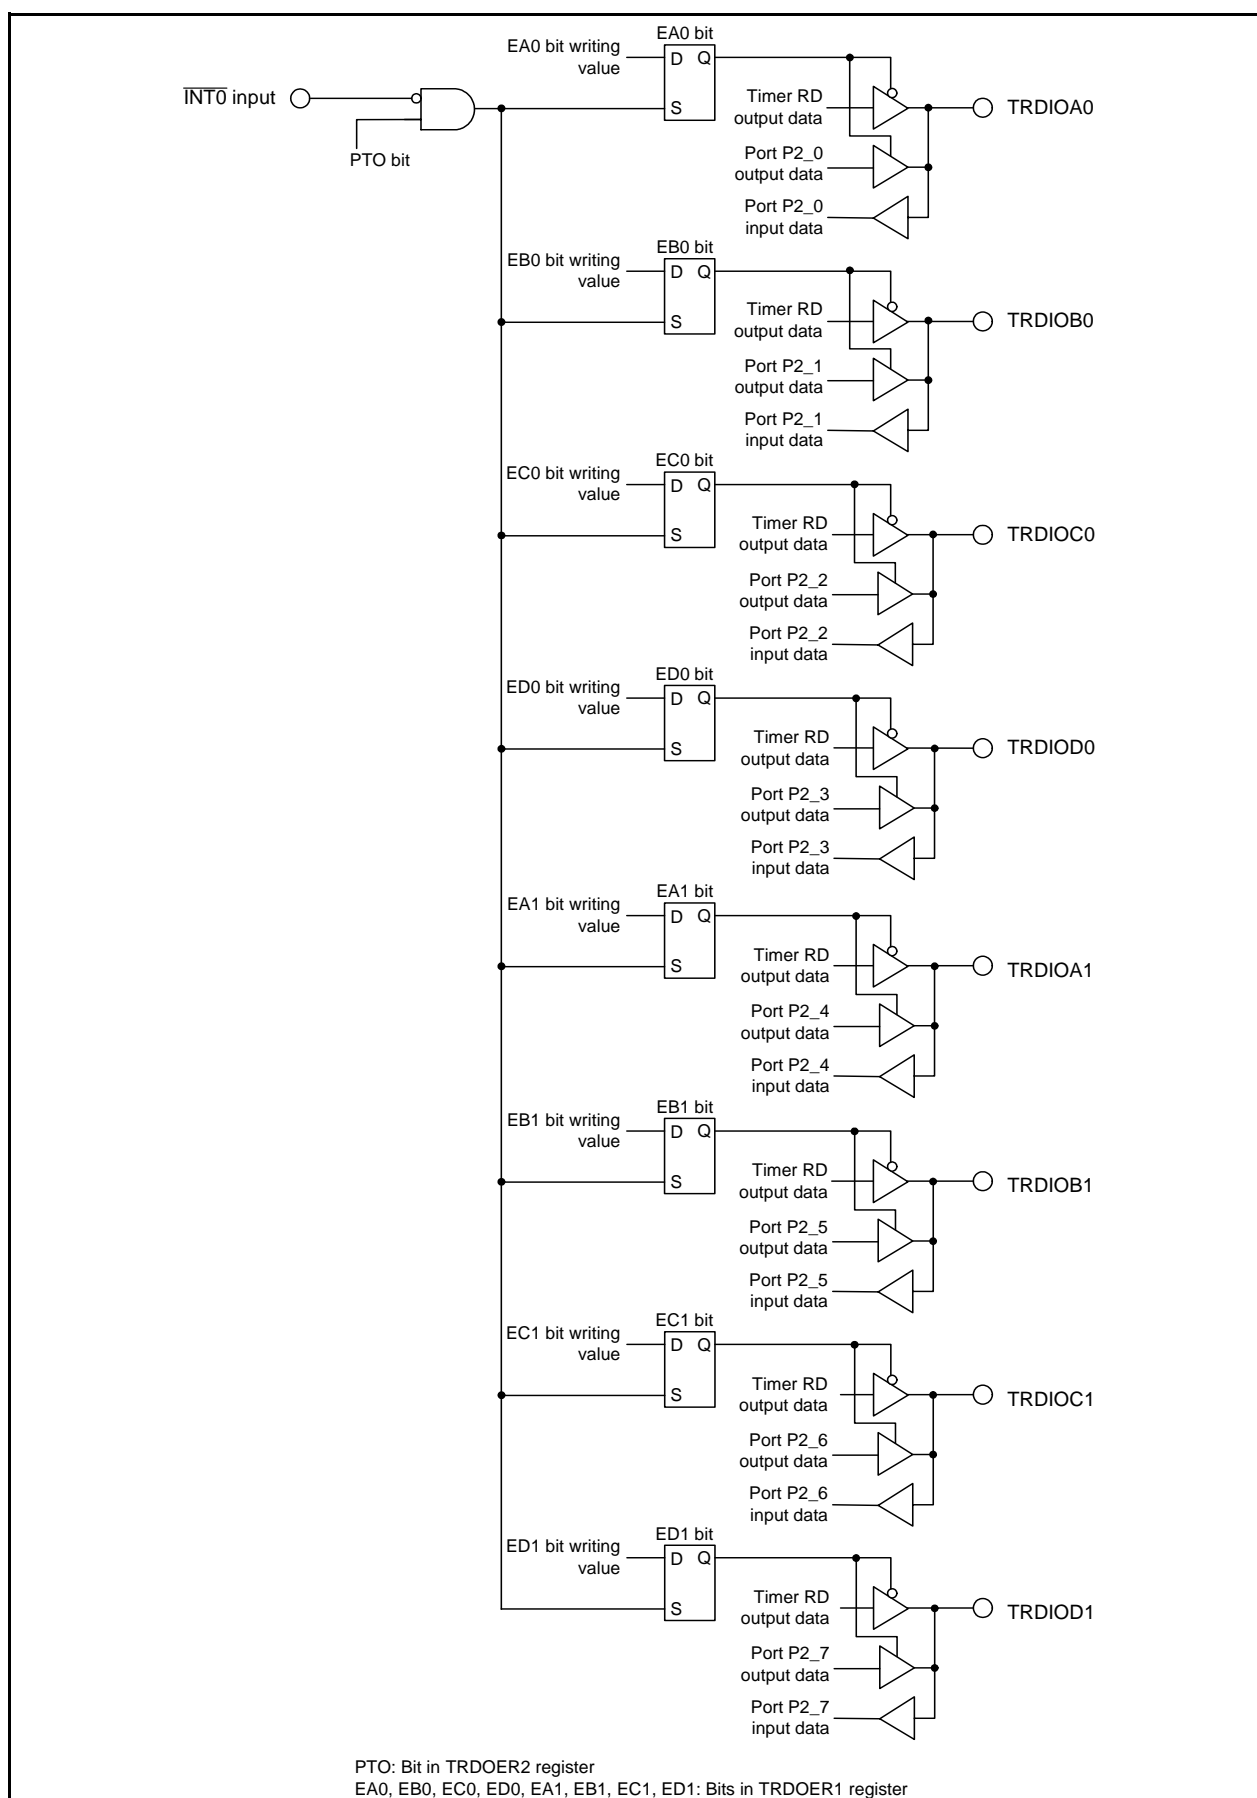 EA0 bit
EA0 bit writing
value
D Q
S
INT0 input
PTO bit
Timer RD
output data
TRDIOA0
Port P2_0
output data
Port P2_0
input data
EB0 bit
EB0 bit writing
value
D Q
S
Timer RD
output data
TRDIOB0
Port P2_1
output data
Port P2_1
input data
EC0 bit
EC0 bit writing
value
D Q
S
Timer RD
output data
TRDIOC0
Port P2_2
output data
Port P2_2
input data
ED0 bit
ED0 bit writing
value
D Q
S
Timer RD
output data
TRDIOD0
Port P2_3
output data
Port P2_3
input data
EA1 bit
EA1 bit writing
value
D Q
S
Timer RD
output data
TRDIOA1
Port P2_4
output data
Port P2_4
input data
EB1 bit
EB1 bit writing
value
D Q
S
Timer RD
output data
TRDIOB1
Port P2_5
output data
Port P2_5
input data
EC1 bit
EC1 bit writing
value
D Q
S
Timer RD
output data
TRDIOC1
Port P2_6
output data
Port P2_6
input data
ED1 bit
ED1 bit writing
value
D Q
S
Timer RD
output data
TRDIOD1
Port P2_7
output data
Port P2_7
input data
PTO: Bit in TRDOER2 register
EA0, EB0, EC0, ED0, EA1, EB1, EC1, ED1: Bits in TRDOER1 register